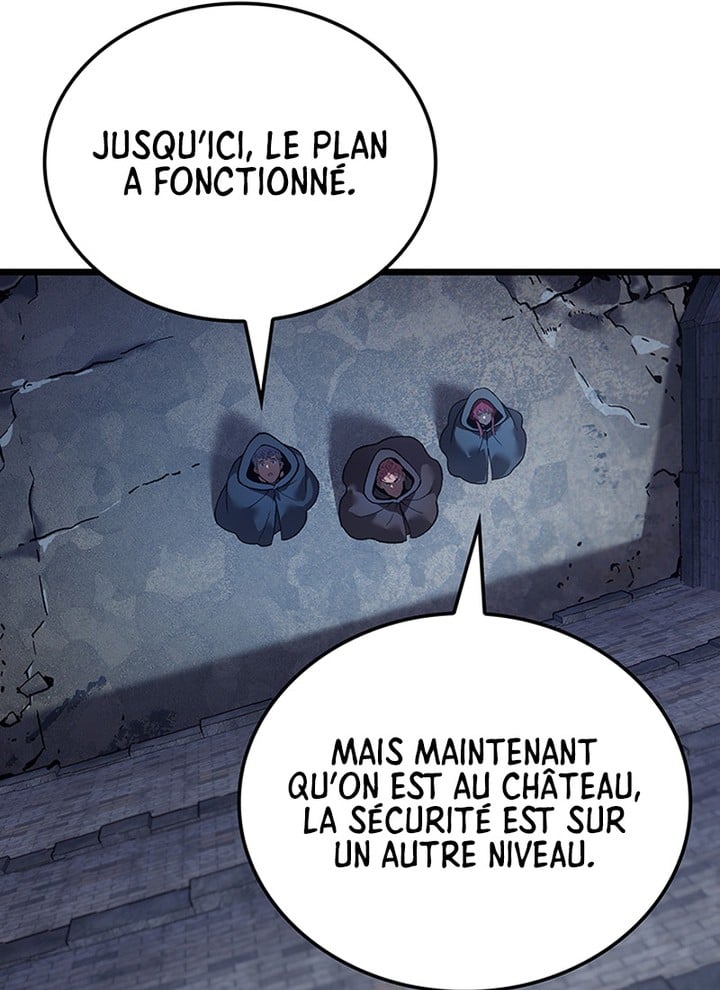 JUSQU'ICI, LE PLAN
A FONCTIONNÉ.
MAIS MAINTENANT
QU'ON EST AU CHÂTEAU,
LA SÉCURITÉ EST SUR
UN AUTRE NIVEAU.